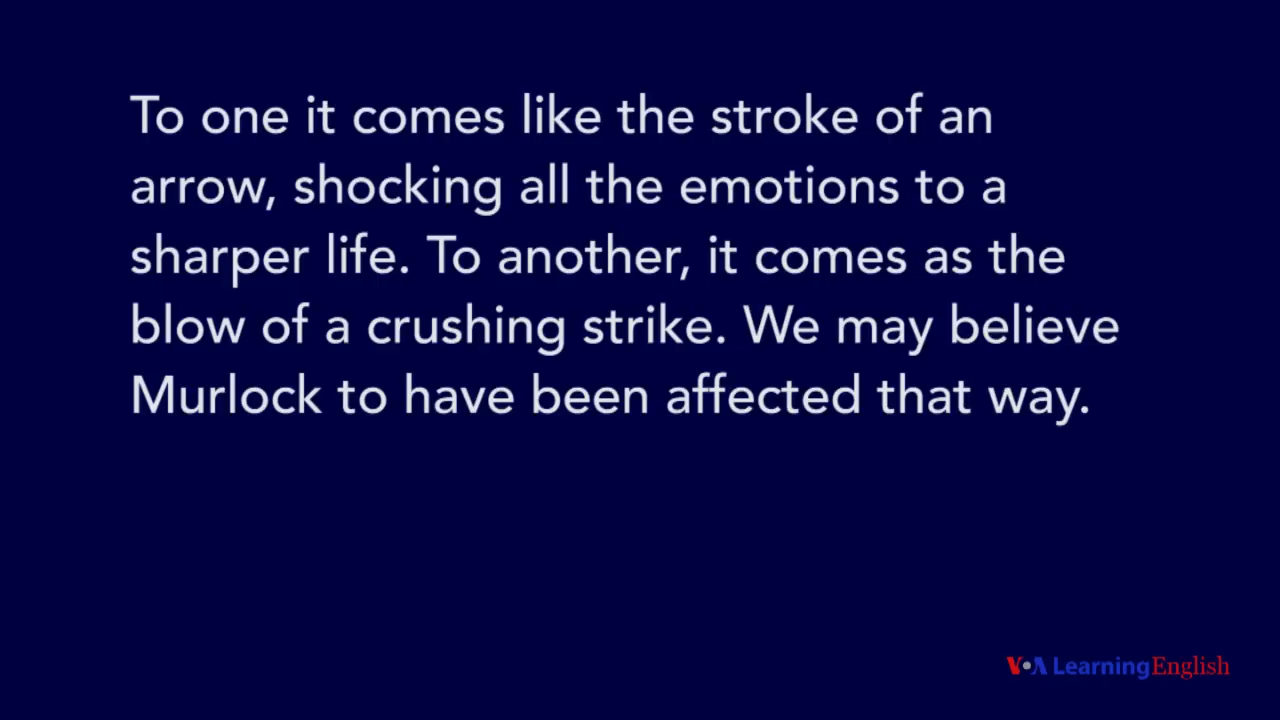 To one it comes like the stroke of an
arrow, shocking all the emotions to a
sharper life. To another, it comes as the
blow of a crushing strike. We may believe
Murlock to have been affected that way.
VOA Learning English